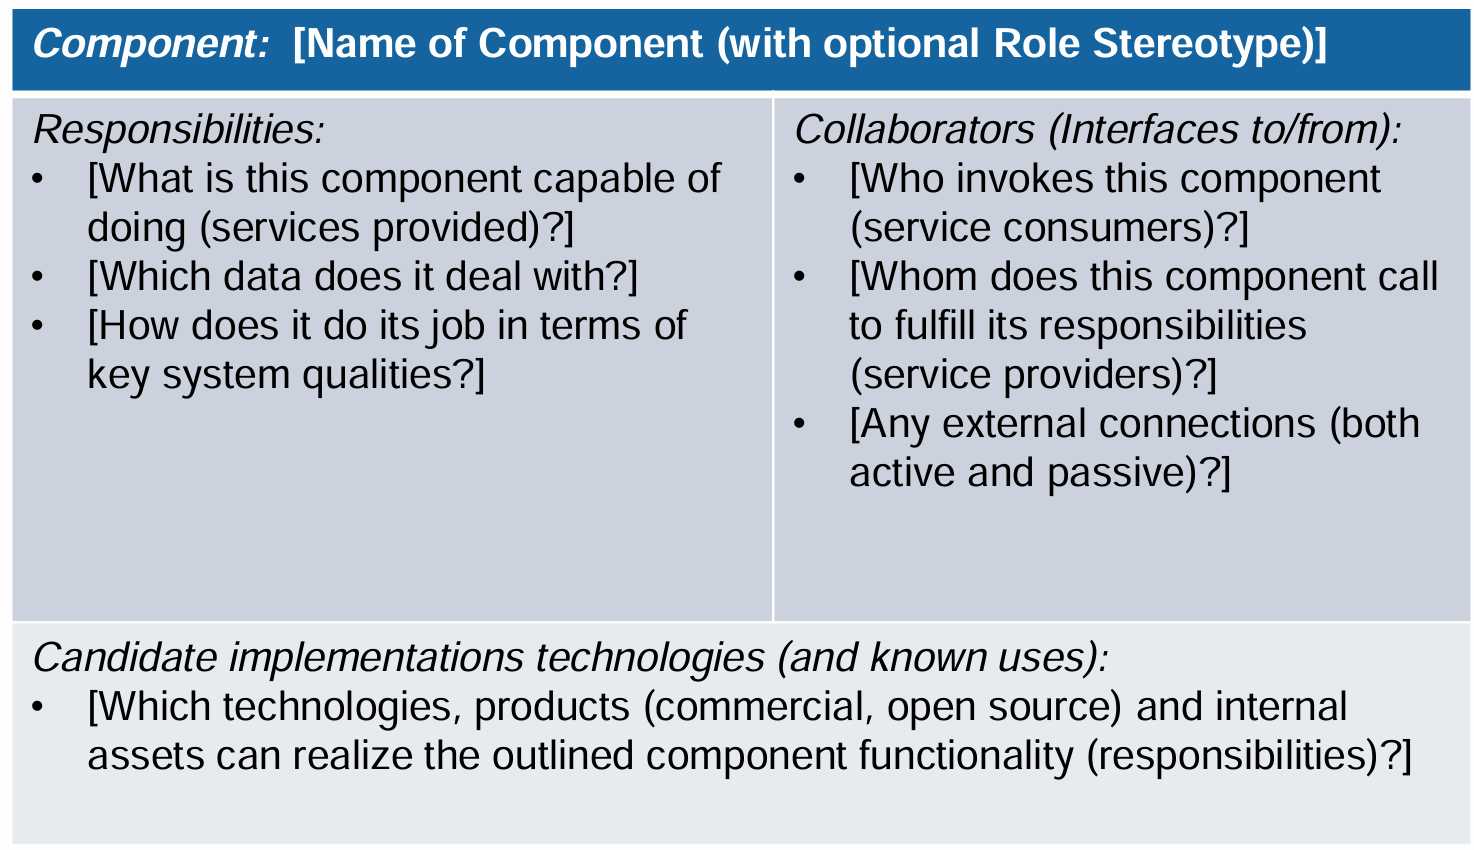 Component: [Name of Component (with optional Role Stereotype)]
Responsibilities:
• [What is this component capable of
doing (services provided)?]
• [Which data does it deal with?]
• [How does it do its job in terms of
key system qualities?]
Collaborators (Interfaces to/from):
• [Who invokes this component
(service consumers)?]
• [Whom does this component call
to fulfill its responsibilities
(service providers)?]
• [Any external connections (both
active and passive)?]
Candidate implementations technologies (and known uses):
• [Which technologies, products (commercial, open source) and internal
assets can realize the outlined component functionality (responsibilities)?]